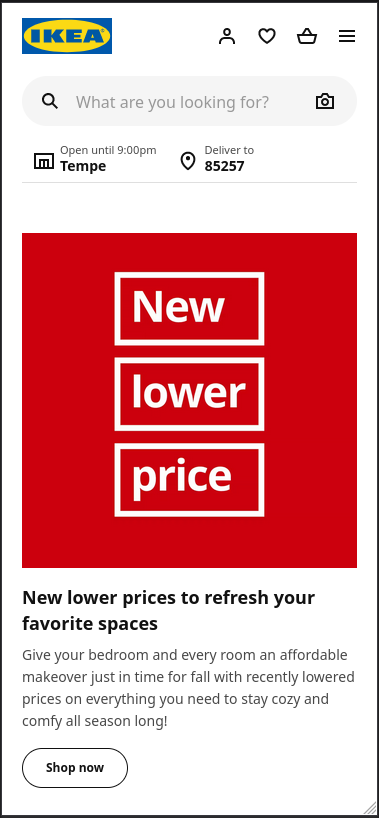 IKEA
What are you looking for?
Open until 9:00pm
Tempe
Deliver to
85257
New
lower
price
New lower prices to refresh your
favorite spaces
Give your bedroom and every room an affordable
makeover just in time for fall with recently lowered
prices on everything you need to stay cozy and
comfy all season long!
Shop now